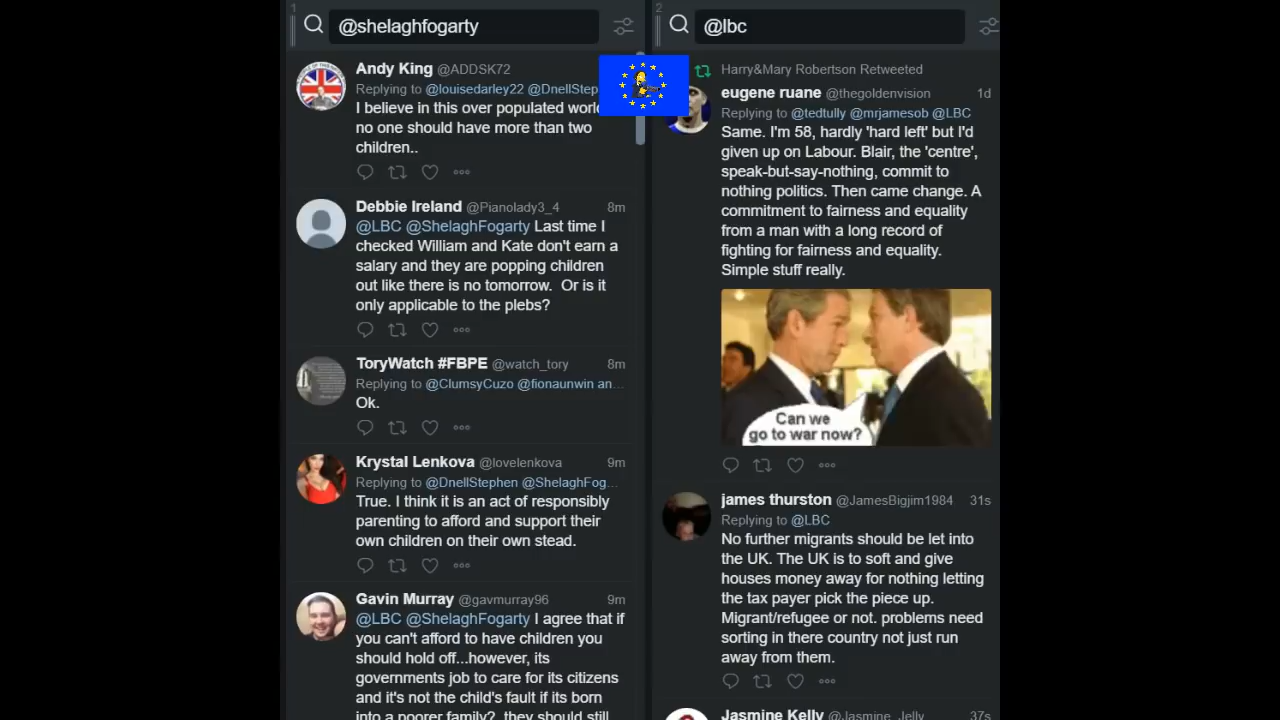 1
@shelaghfogarty
Andy King @ADDSK72
Replying to @louisedarley22 @DnellStep
I believe in this over populated world
no one should have more than two
children..
Debbie Ireland @Pianolady3_4 8m
@LBC @ShelaghFogarty Last time I
checked William and Kate don't earn a
salary and they are popping children
out like there is no tomorrow. Or is it
only applicable to the plebs?
ToryWatch #FBPE @watch_tory 8m
Replying to @ClumsyCuzo @fionaunwin an...
Ok.
Krystal Lenkova @lovelenkova 9m
Replying to @DnellStephen @ShelaghFog...
True. I think it is an act of responsibly
parenting to afford and support their
own children on their own stead.
Gavin Murray @gavmurray96 9m
@LBC @ShelaghFogarty I agree that if
you can't afford to have children you
should hold off...however, its
governments job to care for its citizens
and it's not the child's fault if its born
into a poorer family? they should still
2
@lbc
Harry&Mary Robertson Retweeted
eugene ruane @thegoldenvision 1d
Replying to @tedtully @mrjamesob @LBC
Same. I'm 58, hardly 'hard left' but I'd
given up on Labour. Blair, the 'centre',
speak-but-say-nothing, commit to
nothing politics. Then came change. A
commitment to fairness and equality
from a man with a long record of
fighting for fairness and equality.
Simple stuff really.
Can we
go to war now?
james thurston @JamesBigjim1984 31s
Replying to @LBC
No further migrants should be let into
the UK. The UK is to soft and give
houses money away for nothing letting
the tax payer pick the piece up.
Migrant/refugee or not. problems need
sorting in there country not just run
away from them.
Jasmine Kelly @Jasmine_Jelly 37s